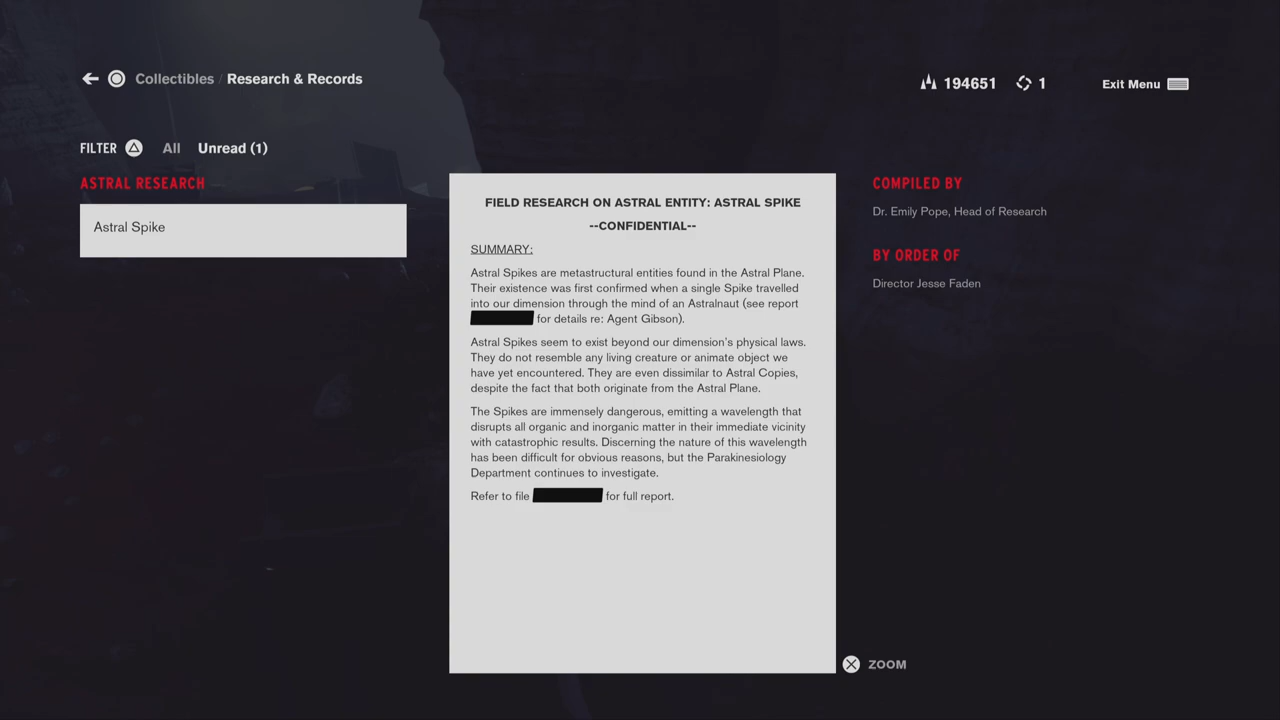 Collectibles / Research & Records
194651
1
Exit Menu
FILTER
All
Unread (1)
ASTRAL RESEARCH
Astral Spike
FIELD RESEARCH ON ASTRAL ENTITY: ASTRAL SPIKE
--CONFIDENTIAL--
SUMMARY:
Astral Spikes are metastructural entities found in the Astral Plane.
Their existence was first confirmed when a single Spike travelled
into our dimension through the mind of an Astralnaut (see report
for details re: Agent Gibson).
Astral Spikes seem to exist beyond our dimension's physical laws.
They do not resemble any living creature or animate object we
have yet encountered. They are even dissimilar to Astral Copies,
despite the fact that both originate from the Astral Plane.
The Spikes are immensely dangerous, emitting a wavelength that
disrupts all organic and inorganic matter in their immediate vicinity
with catastrophic results. Discerning the nature of this wavelength
has been difficult for obvious reasons, but the Parakinesiology
Department continues to investigate.
Refer to file for full report.
COMPILED BY
Dr. Emily Pope, Head of Research
BY ORDER OF
Director Jesse Faden
ZOOM